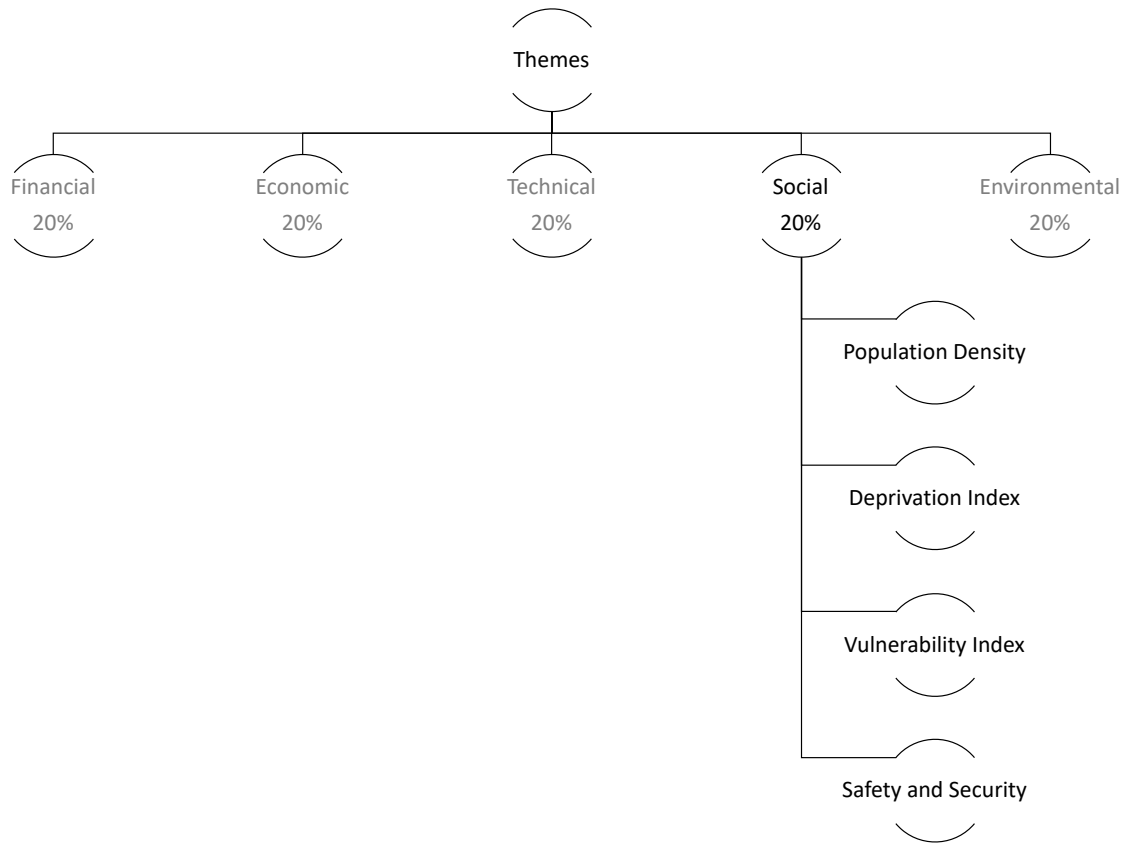 Themes
Financial
20%
Economic
20%
Technical
20%
Social
20%
Environmental
20%
Population Density
Deprivation Index
Vulnerability Index
Safety and Security